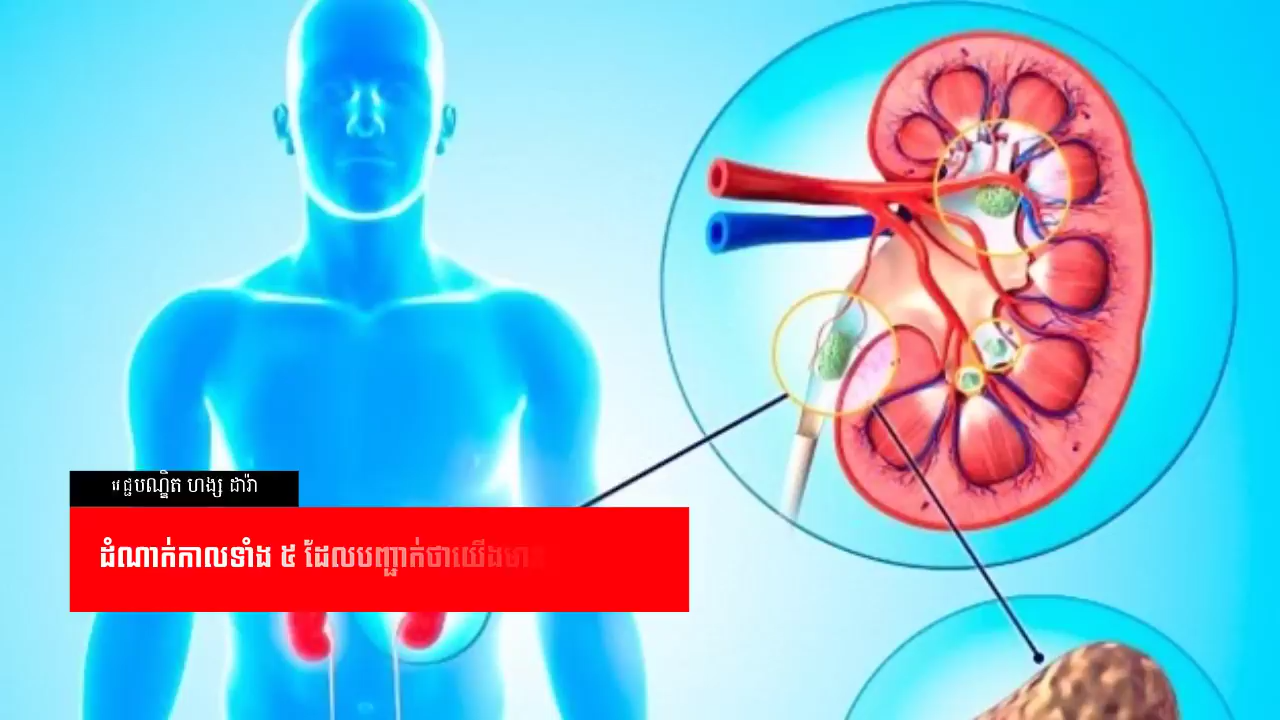 វេជ្ជបណ្ឌិត ហង្ស ដារ៉ា
ដំណាក់កាលទាំង ៥ ដែលបញ្ជាក់ថាយើងមាន